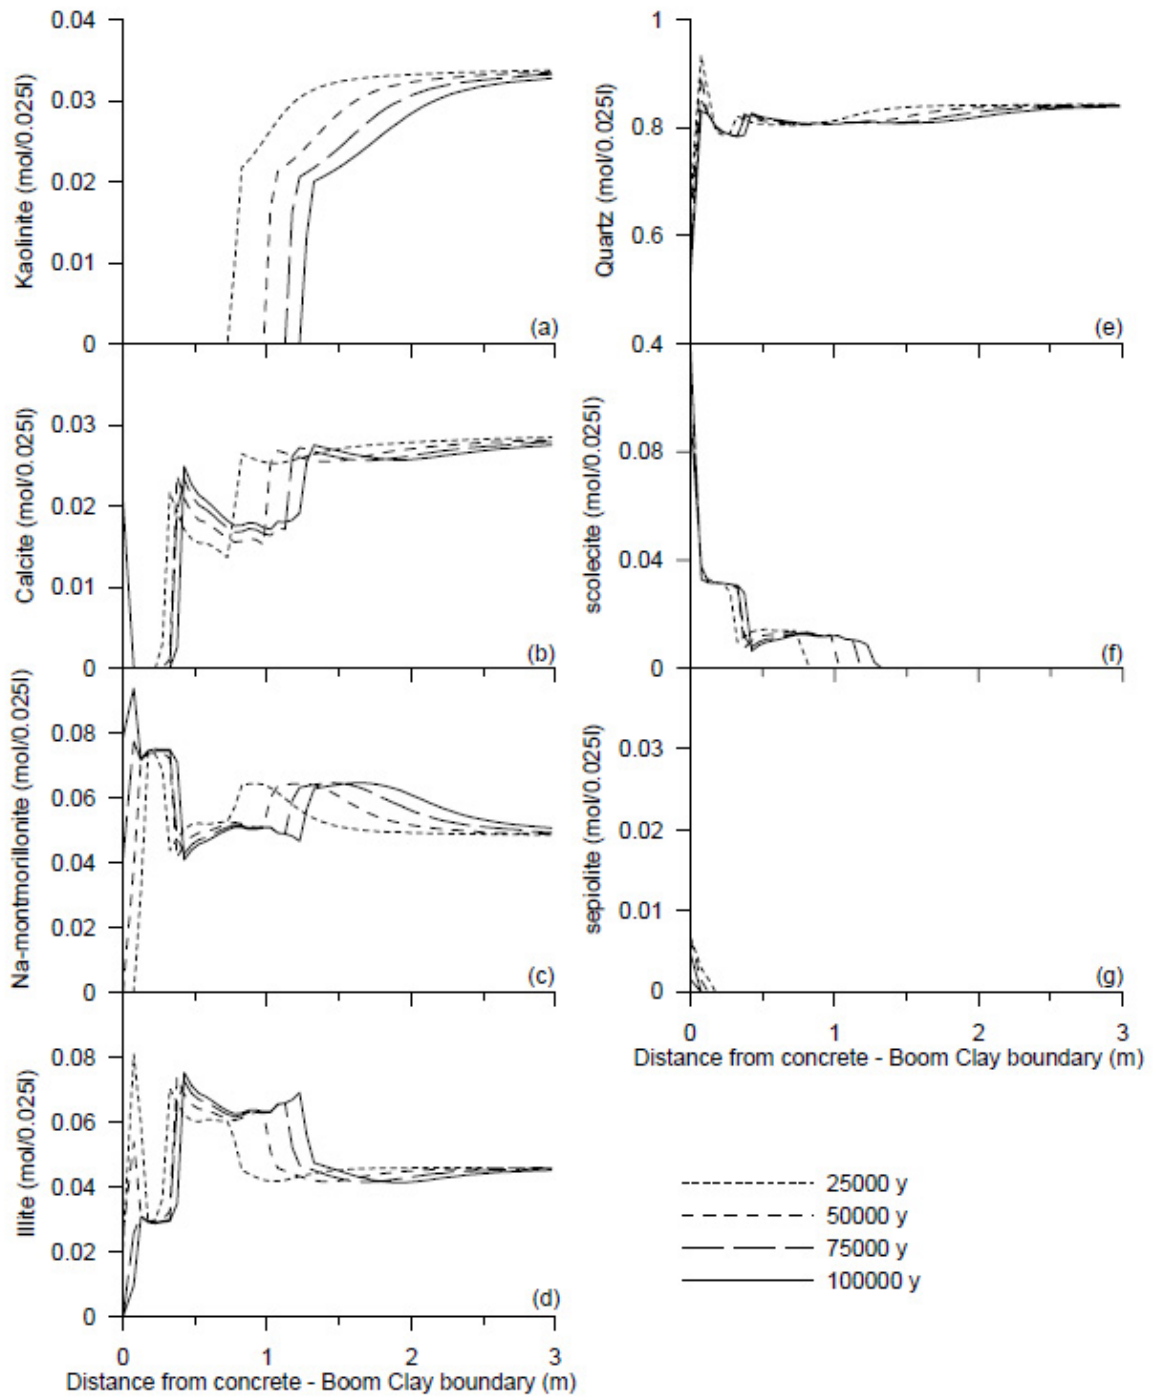 0.04
0.03
0.02
0.01
0
Kaolinite (mol/0.025l)
(a)
0.03
0.02
0.01
0
Calcite (mol/0.025l)
(b)
0.08
0.06
0.04
0.02
0
Na-montmorillonite (mol/0.025l)
(c)
0.08
0.06
0.04
0.02
0
Illite (mol/0.025l)
(d)
0 1 2 3
Distance from concrete - Boom Clay boundary (m)
1
0.8
0.6
0.4
Quartz (mol/0.025l)
(e)
0.08
0.04
0
scolecite (mol/0.025l)
(f)
0.03
0.02
0.01
0
sepiolite (mol/0.025l)
(g)
0 1 2 3
Distance from concrete - Boom Clay boundary (m)
25000 y
50000 y
75000 y
100000 y